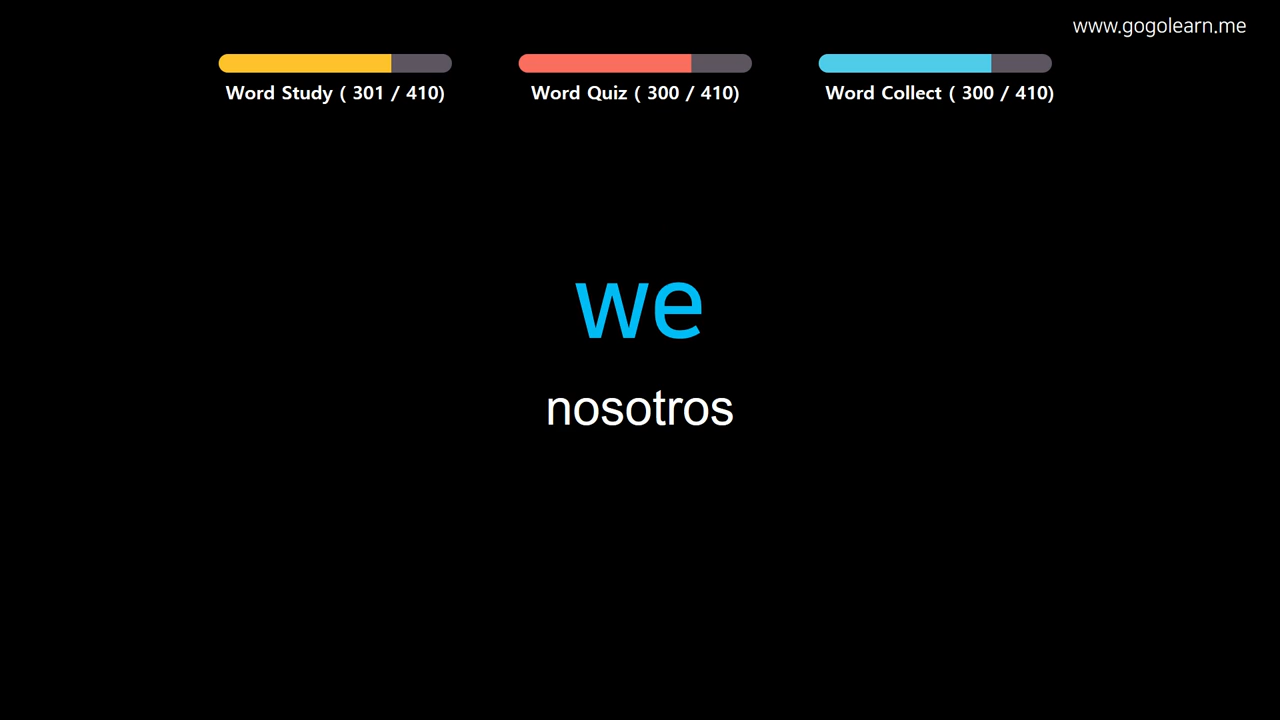 www.gogolearn.me
Word Study ( 301 / 410)
Word Quiz ( 300 / 410)
Word Collect ( 300 / 410)
we
nosotros